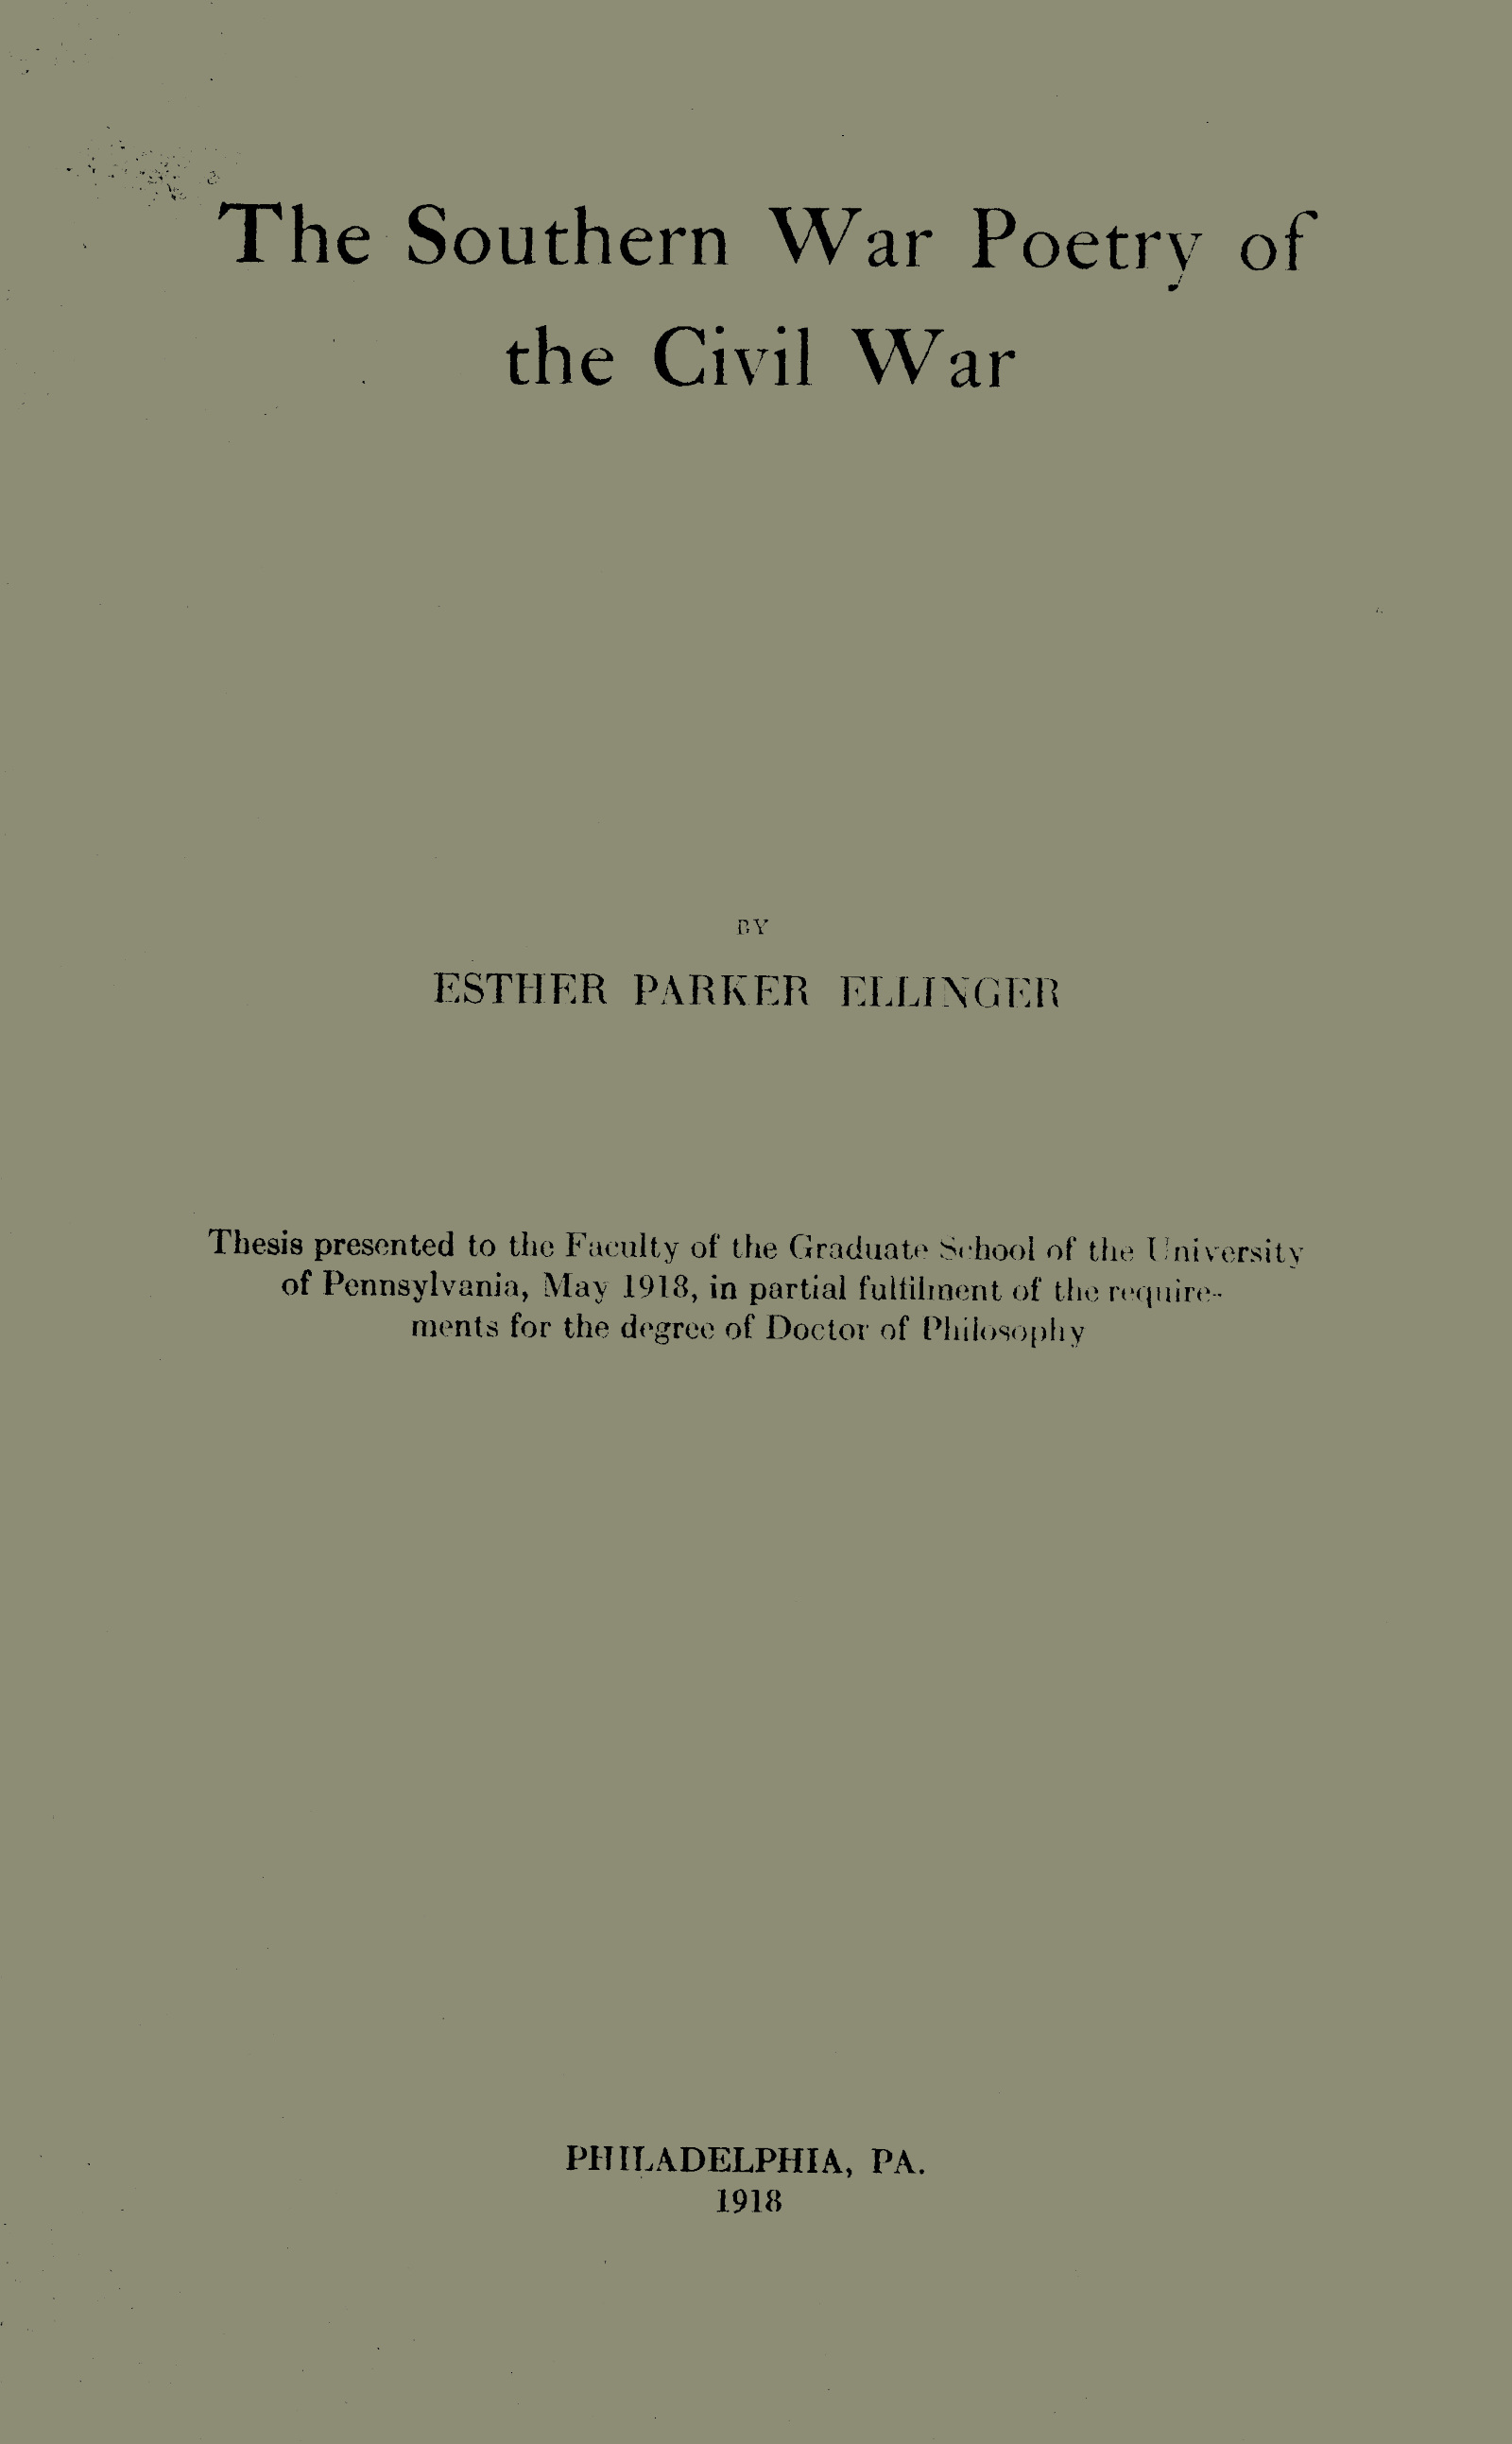 The Southern War Poetry of
the Civil War
BY
ESTHER PARKER ELLINGER
Thesis presented to the Faculty of the Graduate School of the University
of Pennsylvania, May 1918, in partial fulfilment of the require-
ments for the degree of Doctor of Philosophy
PHILADELPHIA, PA.
1918